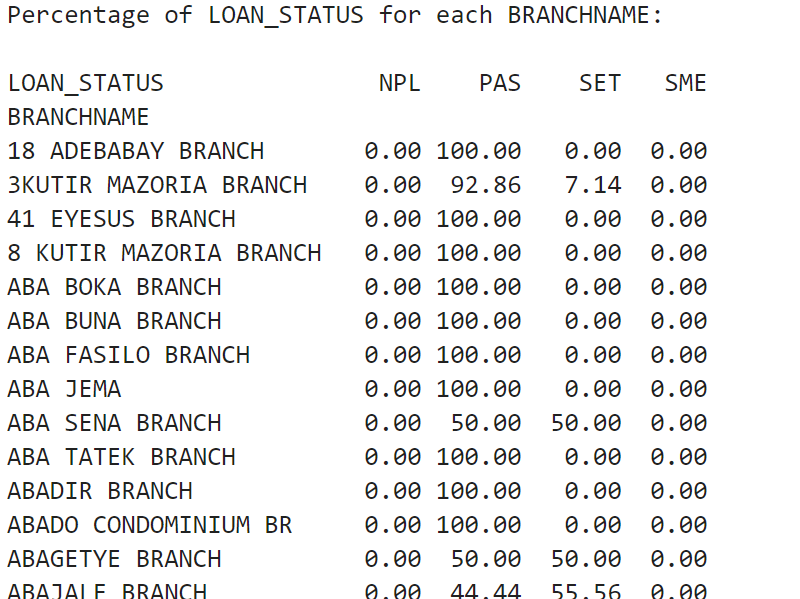 Percentage of LOAN_STATUS for each BRANCHNAME:
LOAN_STATUS NPL PAS SET SME
BRANCHNAME
18 ADEBABAY BRANCH 0.00 100.00 0.00 0.00
3KUTIR MAZORIA BRANCH 0.00 92.86 7.14 0.00
41 EYESUS BRANCH 0.00 100.00 0.00 0.00
8 KUTIR MAZORIA BRANCH 0.00 100.00 0.00 0.00
ABA BOKA BRANCH 0.00 100.00 0.00 0.00
ABA BUNA BRANCH 0.00 100.00 0.00 0.00
ABA FASILO BRANCH 0.00 100.00 0.00 0.00
ABA JEMA 0.00 100.00 0.00 0.00
ABA SENA BRANCH 0.00 50.00 50.00 0.00
ABA TATEK BRANCH 0.00 100.00 0.00 0.00
ABADIR BRANCH 0.00 100.00 0.00 0.00
ABADO CONDOMINIUM BR 0.00 100.00 0.00 0.00
ABAGETYE BRANCH 0.00 50.00 50.00 0.00
ABAJALE BRANCH 0.00 44.44 55.56 0.00